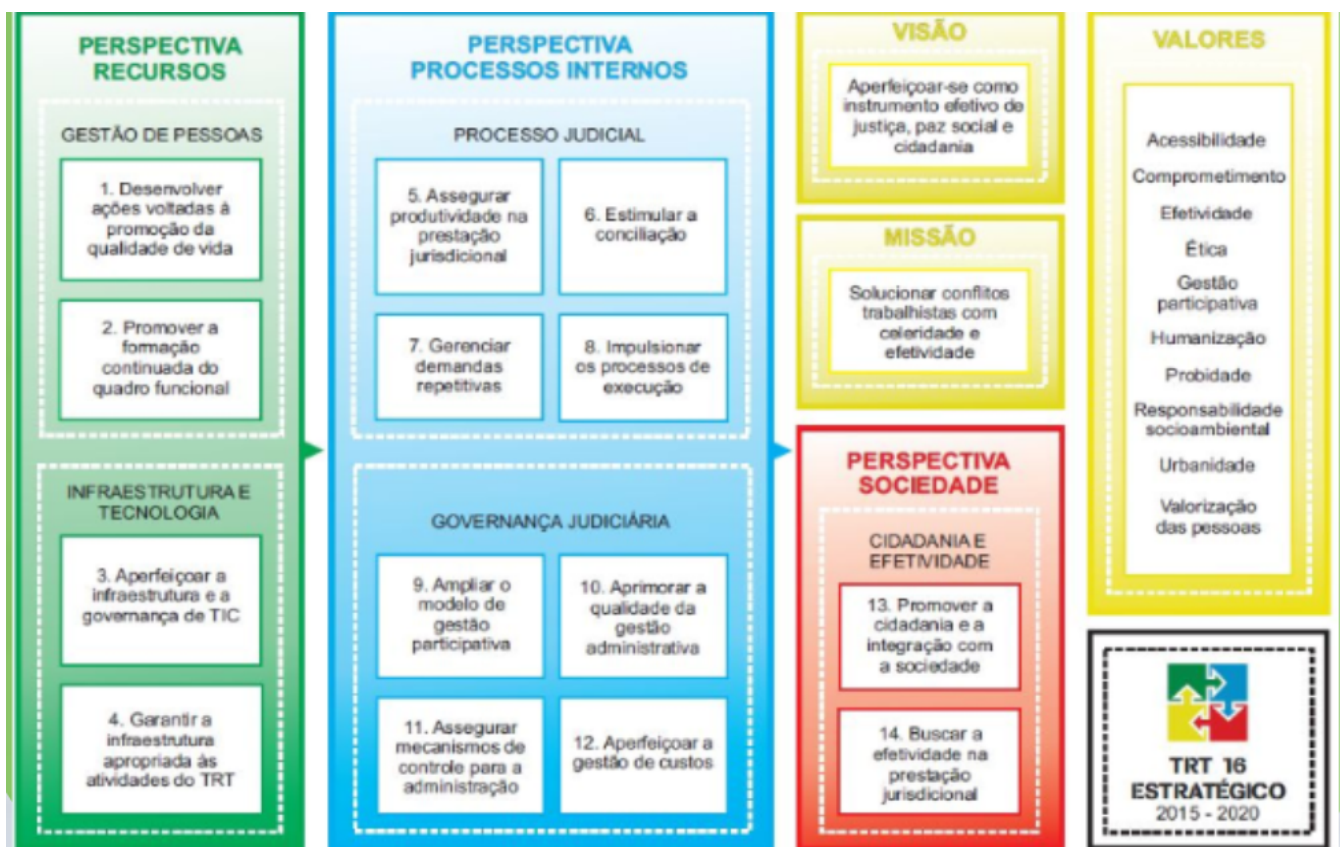 PERSPECTIVA
RECURSOS
GESTÃO DE PESSOAS
1. Desenvolver
ações voltadas à
promoção da
qualidade de vida
2. Promover a
formação
continuada do
quadro funcional
INFRAESTRUTURA E
TECNOLOGIA
3. Aperfeiçoar a
infraestrutura e a
governança de TIC
4. Garantir a
infraestrutura
apropriada às
atividades do TRT
PERSPECTIVA
PROCESSOS INTERNOS
PROCESSO JUDICIAL
5. Assegurar
produtividade na
prestação
jurisdicional
6. Estimular a
conciliação
7. Gerenciar
demandas
repetitivas
8. Impulsionar
os processos de
execução
GOVERNANÇA JUDICIÁRIA
9. Ampliar o
modelo de
gestão
participativa
10. Aprimorar a
qualidade da
gestão
administrativa
11. Assegurar
mecanismos de
controle para a
administração
12. Aperfeiçoar a
gestão de custos
VISÃO
Aperfeiçoar-se como
instrumento efetivo de
justiça, paz social e
cidadania
MISSÃO
Solucionar conflitos
trabalhistas com
celeridade e
efetividade
PERSPECTIVA
SOCIEDADE
CIDADANIA E
EFETIVIDADE
13. Promover a
cidadania e a
integração com
a sociedade
14. Buscar a
efetividade na
prestação
jurisdicional
VALORES
Acessibilidade
Comprometimento
Efetividade
Ética
Gestão
participativa
Humanização
Probidade
Responsabilidade
socioambiental
Urbanidade
Valorização
das pessoas
TRT 16
ESTRATÉGICO
2015 - 2020